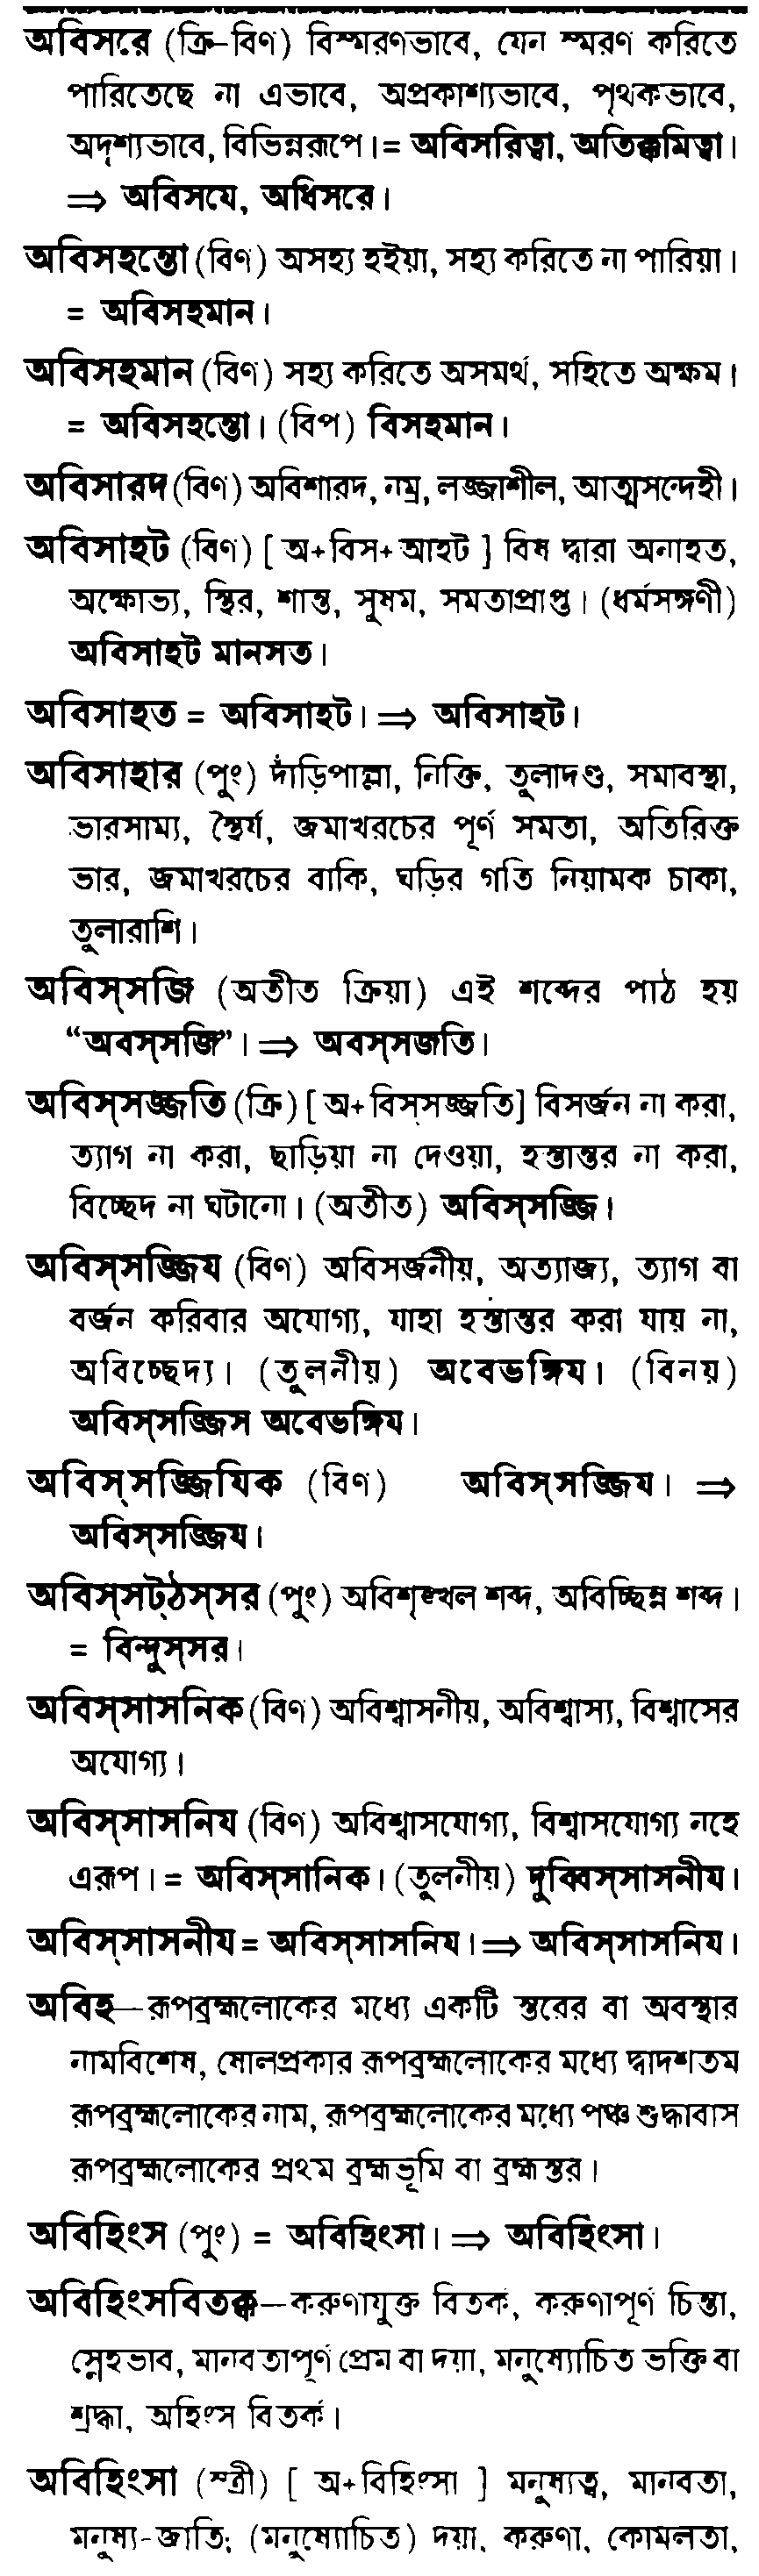 অবিসরে (ক্রি-বিণ) বিস্মরণভাবে, যেন স্মরণ করিতে
পারিতেছে না এভাবে, অপ্রকাশ্যভাবে, পৃথকভাবে,
অদৃশ্যভাবে, বিভিন্নরূপে। = অবিসরিত্বা, অতিক্কমিত্বা।
⇒ অবিসযে, অধিসরে।
অবিসহন্তো (বিণ) অসহ্য হইয়া, সহ্য করিতে না পারিয়া।
= অবিসহমান।
অবিসহমান (বিণ) সহ্য করিতে অসমর্থ, সহিতে অক্ষম।
= অবিসহন্তো। (বিপ) বিসহমান।
অবিসারদ (বিণ) অবিশারদ, নম্র, লজ্জাশীল, আত্মসন্দেহী।
অবিসাহট (বিণ) [ অ+বিস+আহট ] বিষ দ্বারা অনাহত,
অক্ষোভ্য, স্থির, শান্ত, সুষম, সমতাপ্রাপ্ত। (ধর্মসঙ্গণী)
অবিসাহট মানসত।
অবিসাহত = অবিসাহট। ⇒ অবিসাহট।
অবিসাহার (পুং) দাঁড়িপাল্লা, নিক্তি, তুলাদণ্ড, সমাবস্থা,
ভারসাম্য, স্থৈর্য, জমাখরচের পূর্ণ সমতা, অতিরিক্ত
ভার, জমাখরচের বাকি, ঘড়ির গতি নিয়ামক চাকা,
তুলারাশি।
অবিস্সজি (অতীত ক্রিয়া) এই শব্দের পাঠ হয়
“অবস্সজি”। ⇒ অবস্সজতি।
অবিস্সজ্জতি (ক্রি) [ অ+বিস্সজ্জতি] বিসর্জন না করা,
ত্যাগ না করা, ছাড়িয়া না দেওয়া, হস্তান্তর না করা,
বিচ্ছেদ না ঘটানো। (অতীত) অবিস্সজ্জি।
অবিস্সজ্জিয (বিণ) অবিসর্জনীয়, অত্যাজ্য, ত্যাগ বা
বর্জন করিবার অযোগ্য, যাহা হস্তান্তর করা যায় না,
অবিচ্ছেদ্য। (তুলনীয়) অবেভঙ্গিয। (বিনয়)
অবিস্সজ্জিস অবেভঙ্গিয।
অবিস্সজ্জিযিক (বিণ) অবিস্সজ্জিয। ⇒
অবিস্সজ্জিয।
অবিস্সট্ঠস্সর (পুং) অবিশৃঙ্খল শব্দ, অবিচ্ছিন্ন শব্দ।
= বিন্দুস্সর।
অবিস্সাসনিক (বিণ) অবিশ্বাসনীয়, অবিশ্বাস্য, বিশ্বাসের
অযোগ্য।
অবিস্সাসনিয (বিণ) অবিশ্বাসযোগ্য, বিশ্বাসযোগ্য নহে
এরূপ। = অবিস্সানিক। (তুলনীয়) দুব্বিস্সাসনীয।
অবিস্সাসনীয = অবিস্সাসনিয। ⇒ অবিস্সাসনিয।
অবিহ—রূপব্রহ্মলোকের মধ্যে একটি স্তরের বা অবস্থার
নামবিশেষ, ষোলপ্রকার রূপব্রহ্মলোকের মধ্যে দ্বাদশতম
রূপব্রহ্মলোকের নাম, রূপব্রহ্মলোকের মধ্যে পঞ্চ শুদ্ধাবাস
রূপব্রহ্মলোকের প্রথম ব্রহ্মভূমি বা ব্রহ্মস্তর।
অবিহিংস (পুং) = অবিহিংসা। ⇒ অবিহিংসা।
অবিহিংসবিতক্ক—করুণাযুক্ত বিতর্ক, করুণাপূর্ণ চিন্তা,
স্নেহভাব, মানবতাপূর্ণ প্রেম বা দয়া, মনুষ্যোচিত ভক্তি বা
শ্রদ্ধা, অহিংস বিতর্ক।
অবিহিংসা (স্ত্রী) [ অ+বিহিংসা ] মনুষ্যত্ব, মানবতা,
মনুষ্য-জাতি; (মনুষ্যোচিত) দয়া, করুণা, কোমলতা,